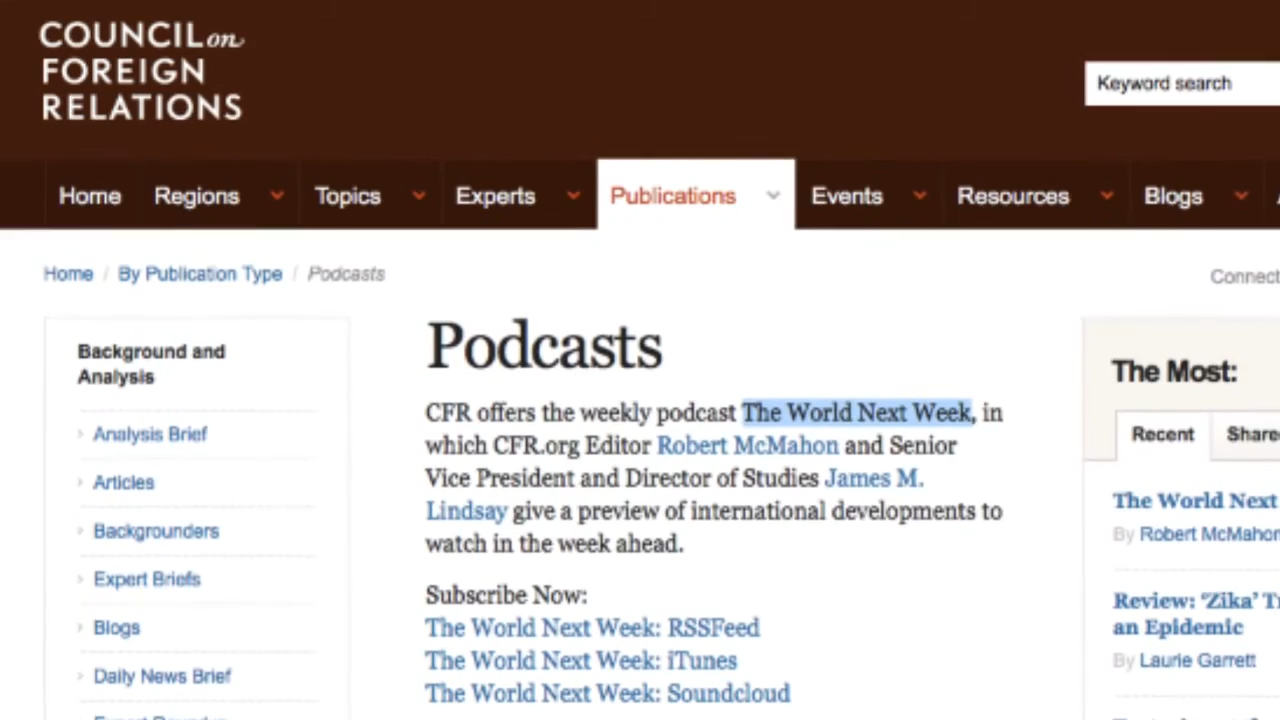 COUNCIL on
FOREIGN
RELATIONS
Keyword search
Home Regions Topics Experts Publications Events Resources Blogs
Home / By Publication Type / Podcasts
Connect
Background and
Analysis
Analysis Brief
Articles
Backgrounders
Expert Briefs
Blogs
Daily News Brief
Podcasts
CFR offers the weekly podcast The World Next Week, in
which CFR.org Editor Robert McMahon and Senior
Vice President and Director of Studies James M.
Lindsay give a preview of international developments to
watch in the week ahead.
Subscribe Now:
The World Next Week: RSSFeed
The World Next Week: iTunes
The World Next Week: Soundcloud
The Most:
Recent Share
The World Next
By Robert McMahon
Review: ‘Zika’
an Epidemic
By Laurie Garrett